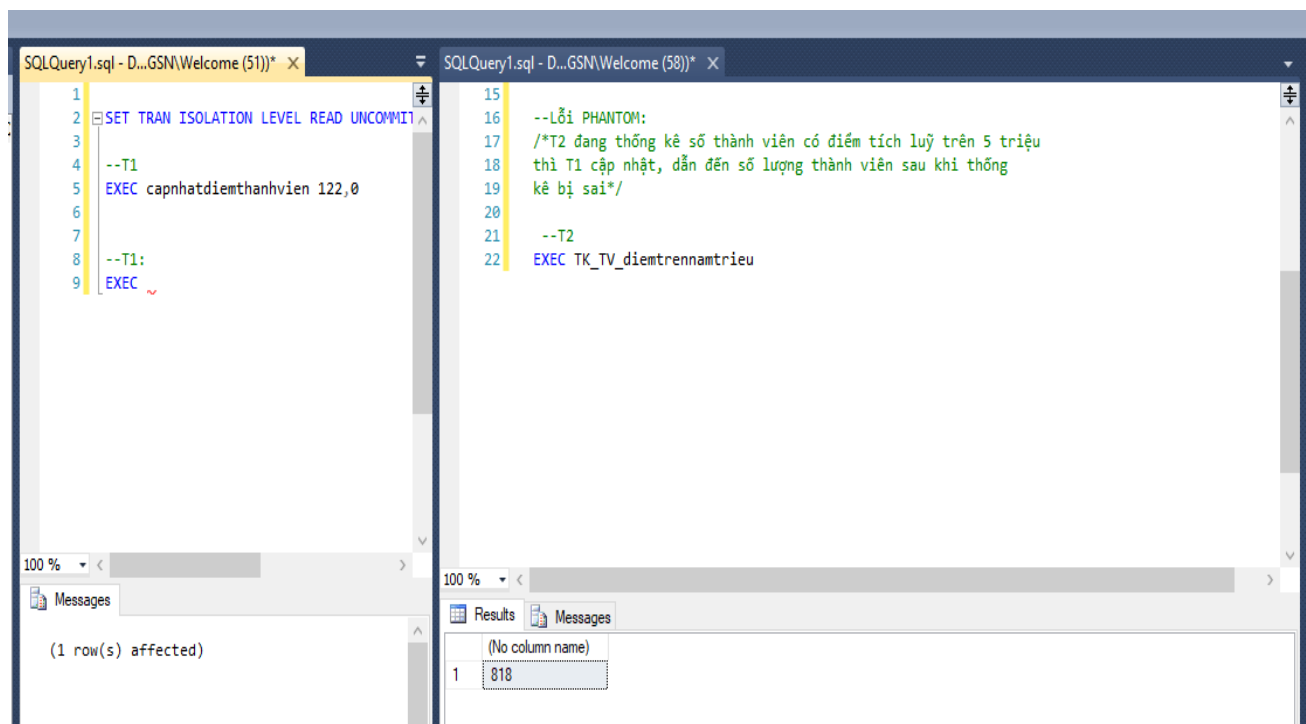 SQLQuery1.sql - D...GSN\Welcome (51))* X
1
2 SET TRAN ISOLATION LEVEL READ UNCOMMIT
3
4 --T1
5 EXEC capnhatdiemthanhvien 122,0
6
7
8 --T1:
9 EXEC
100 %
Messages
(1 row(s) affected)
SQLQuery1.sql - D...GSN\Welcome (58))* X
15
16 --Lỗi PHANTOM:
17 /*T2 đang thống kê số thành viên có điểm tích luỹ trên 5 triệu
18 thì T1 cập nhật, dẫn đến số lượng thành viên sau khi thống
19 kê bị sai*/
20
21 --T2
22 EXEC TK_TV_diemtrennamtrieu
100 %
Results Messages
(No column name)
1 818